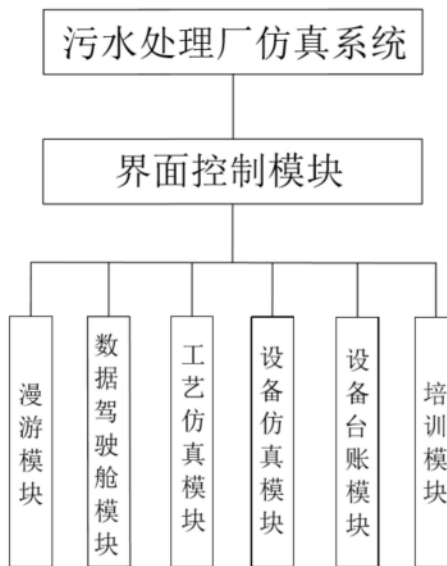 污水处理厂仿真系统
界面控制模块
漫游模块
数据驾驶舱模块
工艺仿真模块
设备仿真模块
设备台账模块
培训模块